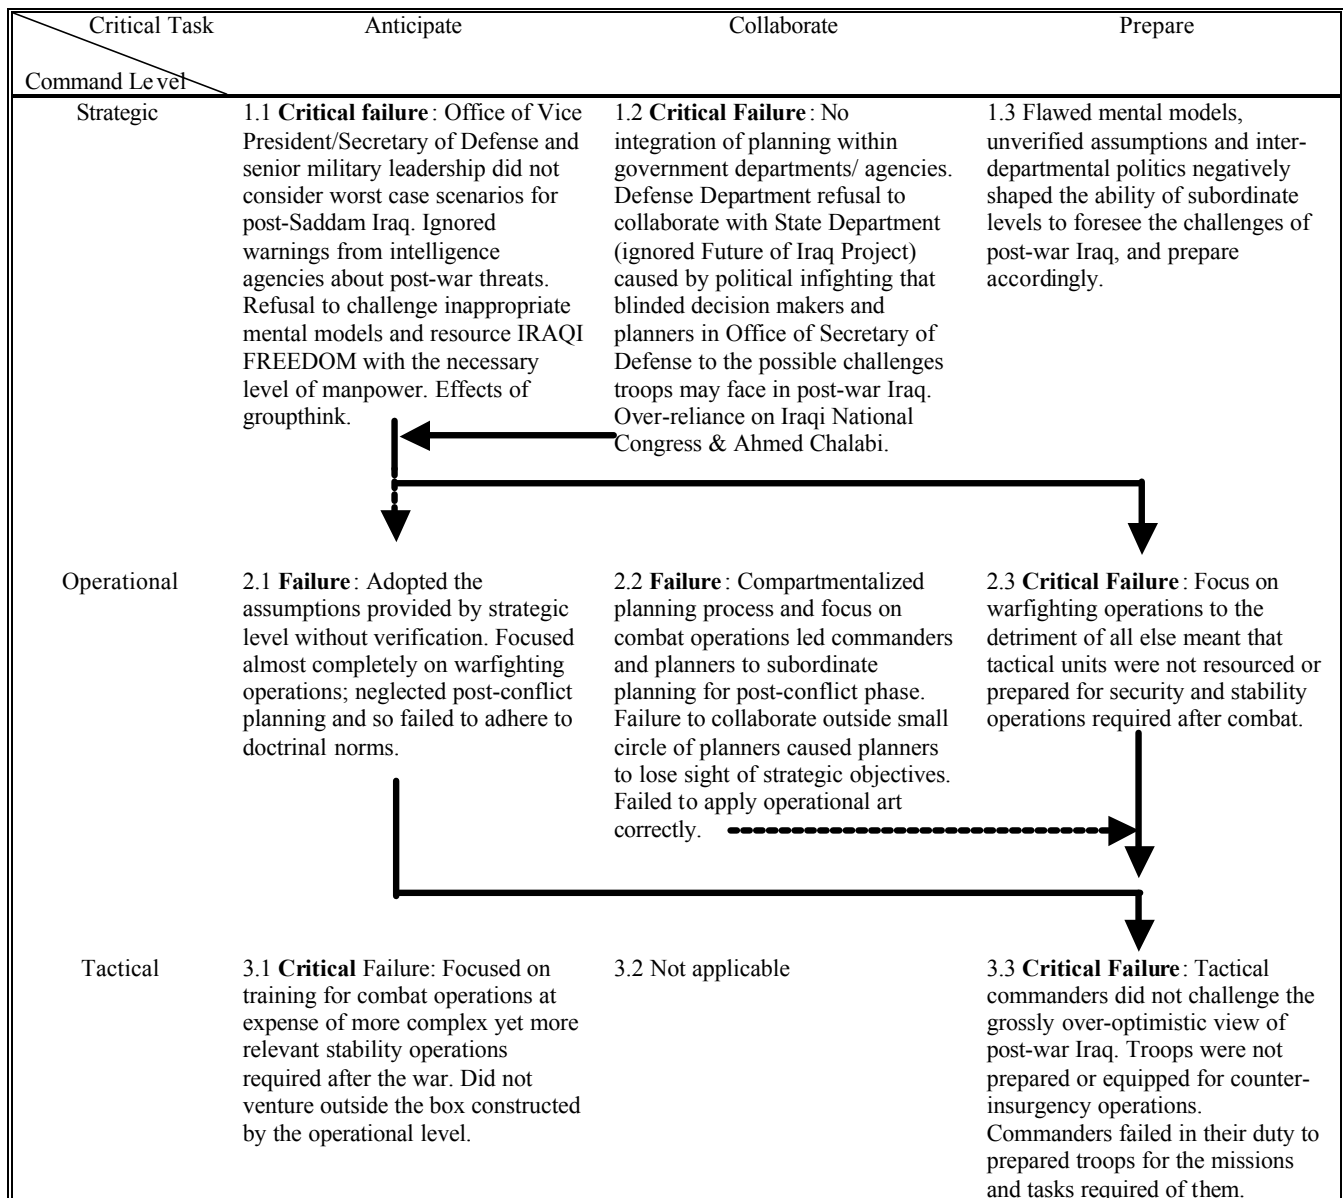 Critical Task
Anticipate
Collaborate
Prepare
Command Level
Strategic
1.1 Critical failure: Office of Vice
President/Secretary of Defense and
senior military leadership did not
consider worst case scenarios for
post-Saddam Iraq. Ignored
warnings from intelligence
agencies about post-war threats.
Refusal to challenge inappropriate
mental models and resource IRAQI
FREEDOM with the necessary
level of manpower. Effects of
groupthink.
1.2 Critical Failure: No
integration of planning within
government departments/ agencies.
Defense Department refusal to
collaborate with State Department
(ignored Future of Iraq Project)
caused by political infighting that
blinded decision makers and
planners in Office of Secretary of
Defense to the possible challenges
troops may face in post-war Iraq.
Over-reliance on Iraqi National
Congress & Ahmed Chalabi.
1.3 Flawed mental models,
unverified assumptions and inter-
departmental politics negatively
shaped the ability of subordinate
levels to foresee the challenges of
post-war Iraq, and prepare
accordingly.
Operational
2.1 Failure: Adopted the
assumptions provided by strategic
level without verification. Focused
almost completely on warfighting
operations; neglected post-conflict
planning and so failed to adhere to
doctrinal norms.
2.2 Failure: Compartmentalized
planning process and focus on
combat operations led commanders
and planners to subordinate
planning for post-conflict phase.
Failure to collaborate outside small
circle of planners caused planners
to lose sight of strategic objectives.
Failed to apply operational art
correctly.
2.3 Critical Failure: Focus on
warfighting operations to the
detriment of all else meant that
tactical units were not resourced or
prepared for security and stability
operations required after combat.
Tactical
3.1 Critical Failure: Focused on
training for combat operations at
expense of more complex yet more
relevant stability operations
required after the war. Did not
venture outside the box constructed
by the operational level.
3.2 Not applicable
3.3 Critical Failure: Tactical
commanders did not challenge the
grossly over-optimistic view of
post-war Iraq. Troops were not
prepared or equipped for counter-
insurgency operations.
Commanders failed in their duty to
prepared troops for the missions
and tasks required of them.